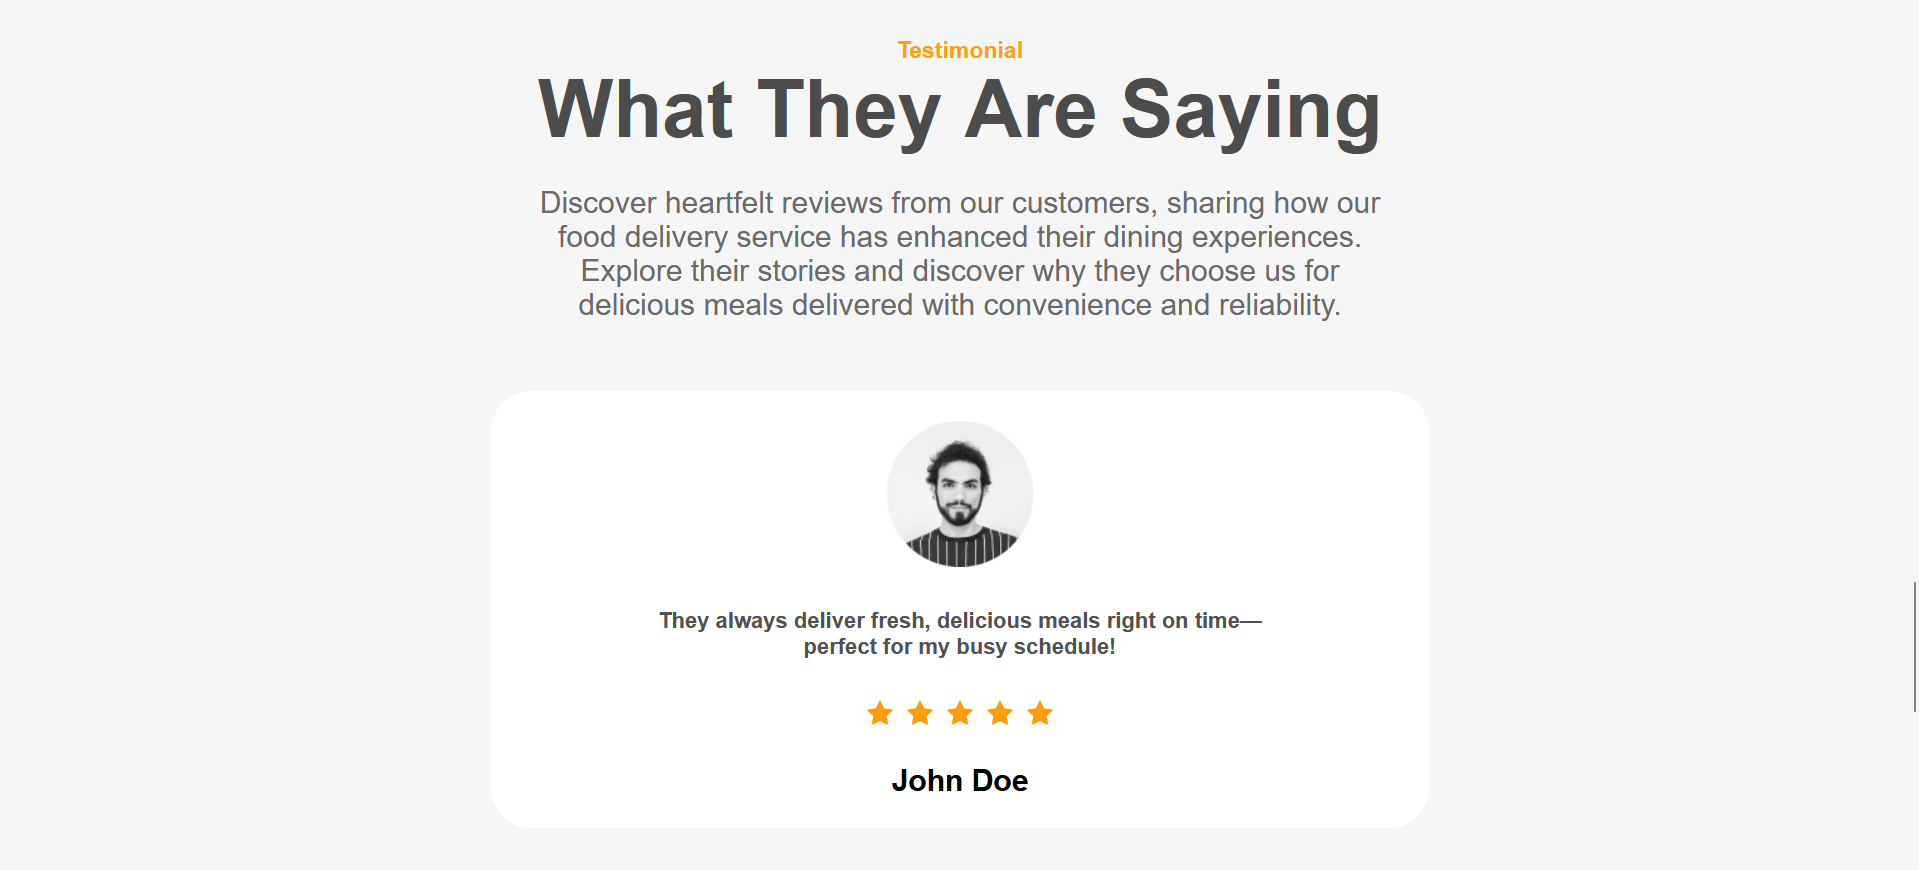 Testimonial
What They Are Saying
Discover heartfelt reviews from our customers, sharing how our
food delivery service has enhanced their dining experiences.
Explore their stories and discover why they choose us for
delicious meals delivered with convenience and reliability.
They always deliver fresh, delicious meals right on time—
perfect for my busy schedule!
John Doe